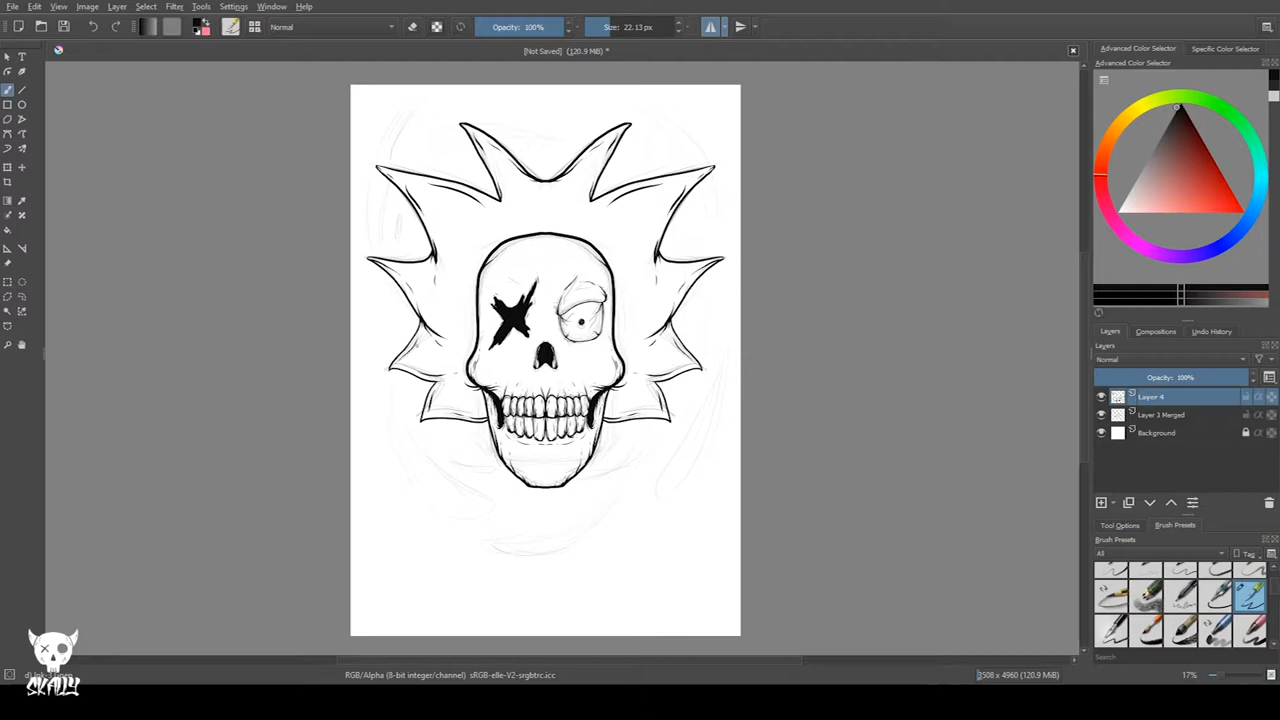 File Edit View Image Layer Select Filter Tools Settings Window Help
Normal Opacity: 100% Size: 22.13 px
[Not Saved] (120.9 MiB) *
Advanced Color Selector Specific Color Selector
Advanced Color Selector
Layers Compositions Undo History
Layers
Normal
Opacity: 100%
Layer 4
Layer 3 Merged
Background
Tool Options Brush Presets
Brush Presets
All Tag
Search
RGB/Alpha (8-bit integer/channel) sRGB-elle-V2-srgbtrc.icc
3508 x 4960 (120.9 MiB) 17%
SKALLY